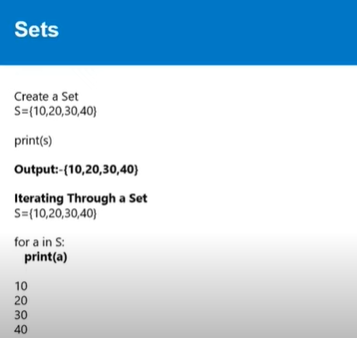 Sets
Create a Set
S={10,20,30,40}
print(s)
Output:-{10,20,30,40}
Iterating Through a Set
S={10,20,30,40}
for a in S:
print(a)
10
20
30
40